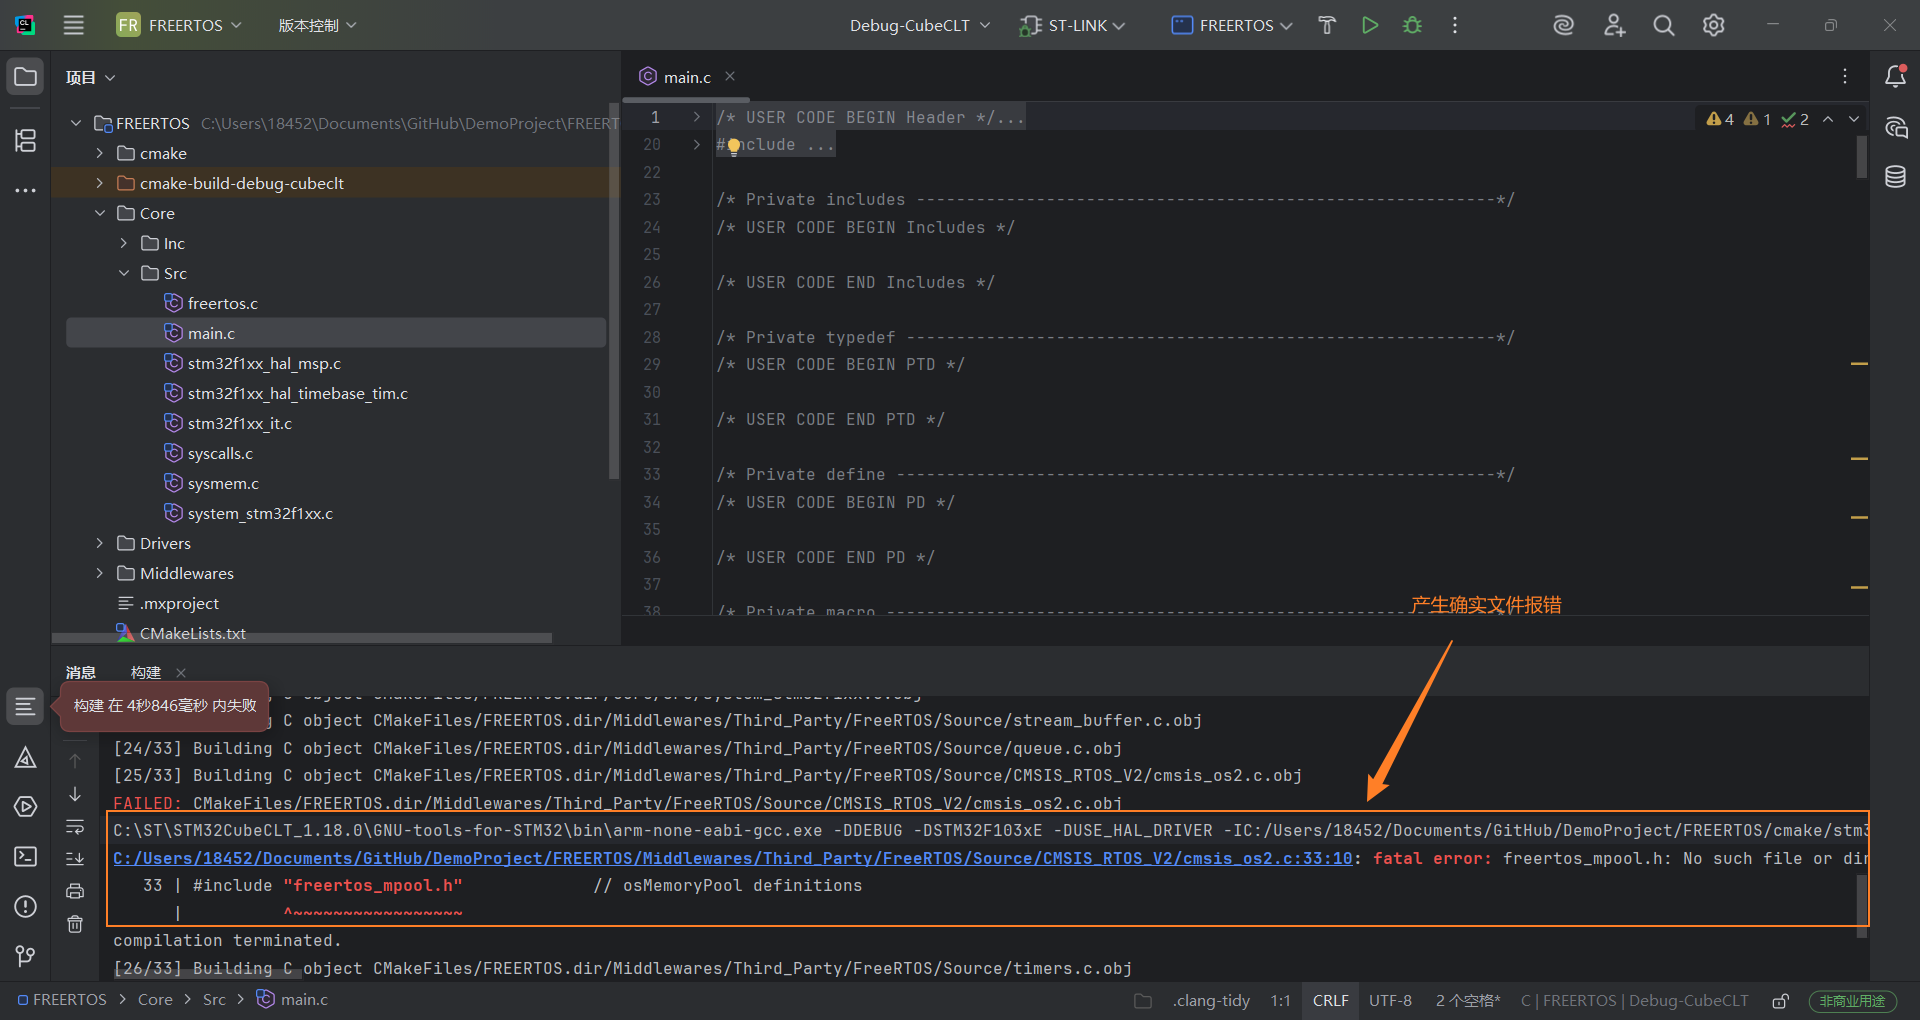 FR FREERTOS 版本控制 Debug-CubeCLT ST-LINK FREERTOS
项目
main.c
FREERTOS C:\Users\18452\Documents\GitHub\DemoProject\FREERT
cmake
cmake-build-debug-cubeclt
Core
Inc
Src
freertos.c
main.c
stm32f1xx_hal_msp.c
stm32f1xx_hal_timebase_tim.c
stm32f1xx_it.c
syscalls.c
sysmem.c
system_stm32f1xx.c
Drivers
Middlewares
.mxproject
CMakeLists.txt
4 1 2
1 /* USER CODE BEGIN Header */...
20 #include ...
22
23 /* Private includes ----------------------------------------------------------*/
24 /* USER CODE BEGIN Includes */
25
26 /* USER CODE END Includes */
27
28 /* Private typedef -----------------------------------------------------------*/
29 /* USER CODE BEGIN PTD */
30
31 /* USER CODE END PTD */
32
33 /* Private define ------------------------------------------------------------*/
34 /* USER CODE BEGIN PD */
35
36 /* USER CODE END PD */
37
38 /* Private macro -------------------------------------------------------------*/
产生确实文件报错
消息 构建
构建 在 4秒846毫秒 内失败
C object CMakeFiles/FREERTOS.dir/Core/Src/system_stm32f1xx.c.obj
C object CMakeFiles/FREERTOS.dir/Middlewares/Third_Party/FreeRTOS/Source/stream_buffer.c.obj
[24/33] Building C object CMakeFiles/FREERTOS.dir/Middlewares/Third_Party/FreeRTOS/Source/queue.c.obj
[25/33] Building C object CMakeFiles/FREERTOS.dir/Middlewares/Third_Party/FreeRTOS/Source/CMSIS_RTOS_V2/cmsis_os2.c.obj
FAILED: CMakeFiles/FREERTOS.dir/Middlewares/Third_Party/FreeRTOS/Source/CMSIS_RTOS_V2/cmsis_os2.c.obj
C:\ST\STM32CubeCLT_1.18.0\GNU-tools-for-STM32\bin\arm-none-eabi-gcc.exe -DDEBUG -DSTM32F103xE -DUSE_HAL_DRIVER -IC:/Users/18452/Documents/GitHub/DemoProject/FREERTOS/cmake/stm3
C:/Users/18452/Documents/GitHub/DemoProject/FREERTOS/Middlewares/Third_Party/FreeRTOS/Source/CMSIS_RTOS_V2/cmsis_os2.c:33:10: fatal error: freertos_mpool.h: No such file or dir
33 | #include "freertos_mpool.h" // osMemoryPool definitions
| ^~~~~~~~~~~~~~~~~~
compilation terminated.
[26/33] Building C object CMakeFiles/FREERTOS.dir/Middlewares/Third_Party/FreeRTOS/Source/timers.c.obj
FREERTOS > Core > Src > main.c .clang-tidy 1:1 CRLF UTF-8 2 个空格* C | FREERTOS | Debug-CubeCLT 非商业用途